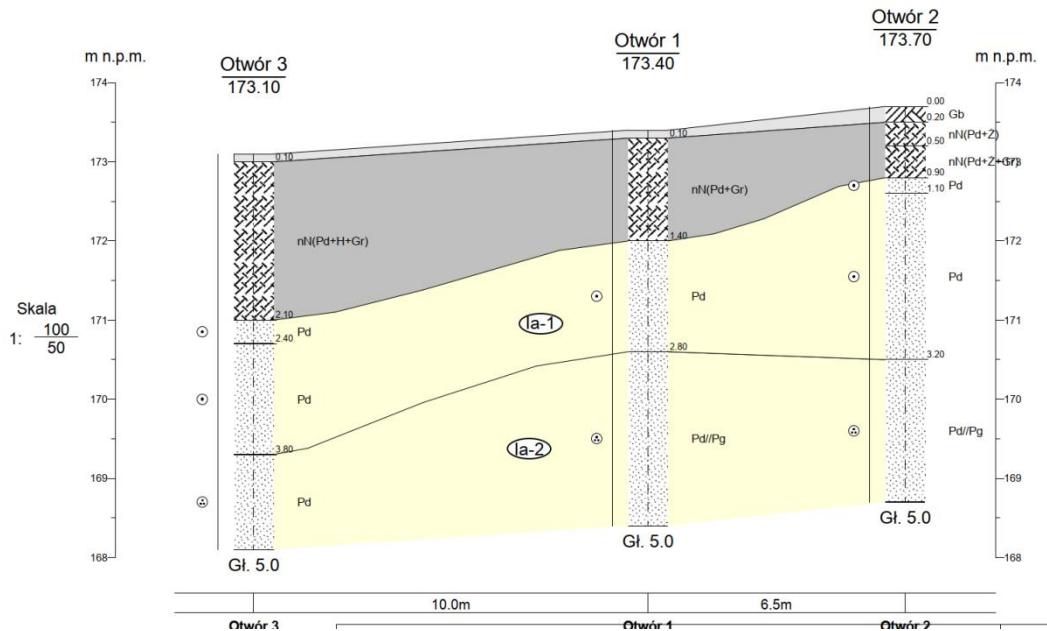 Otwór 2
173.70
Otwór 1
173.40
Otwór 3
173.10
m n.p.m.
m n.p.m.
174
173
172
171
170
169
168
174
172
171
170
169
168
Skala
1: 100
50
0.10
2.10
2.40
3.80
nN(Pd+H+Gr)
Pd
Pd
Pd
Gł. 5.0
0.10
1.40
2.80
nN(Pd+Gr)
Pd
Pd//Pg
Gł. 5.0
0.00
0.20
0.50
0.90
1.10
3.20
Gb
nN(Pd+Z)
nN(Pd+Z+Gr)
Pd
Pd
Pd//Pg
Gł. 5.0
Ia-1
Ia-2
10.0m
6.5m
Otwór 3
Otwór 1
Otwór 2